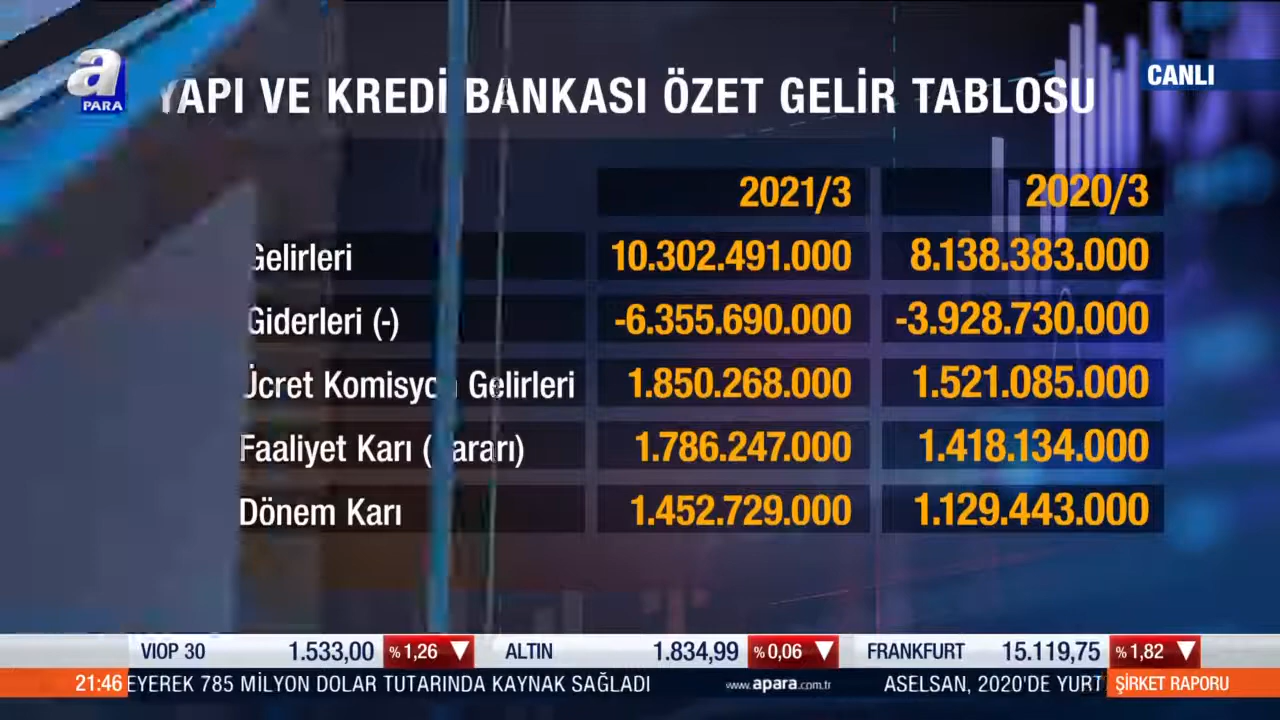 a
PARA
YAPI VE KREDİ BANKASI ÖZET GELİR TABLOSU
CANLI
2021/3 2020/3
Gelirleri 10.302.491.000 8.138.383.000
Giderleri (-) -6.355.690.000 -3.928.730.000
Ücret Gelirleri 1.850.268.000 1.521.085.000
Faaliyet Karı 1.786.247.000 1.418.134.000
Dönem Karı 1.452.729.000 1.129.443.000
VIOP 30 1.533,00 %1,26 ▼ ALTIN 1.834,99 %0,06 ▼ FRANKFURT 15.119,75 %1,82 ▼
21:46 EYEREK 785 MİLYON DOLAR TUTARINDA KAYNAK SAĞLADI www.apara.com.tr ASELSAN, 2020'DE YURT ŞİRKET RAPORU